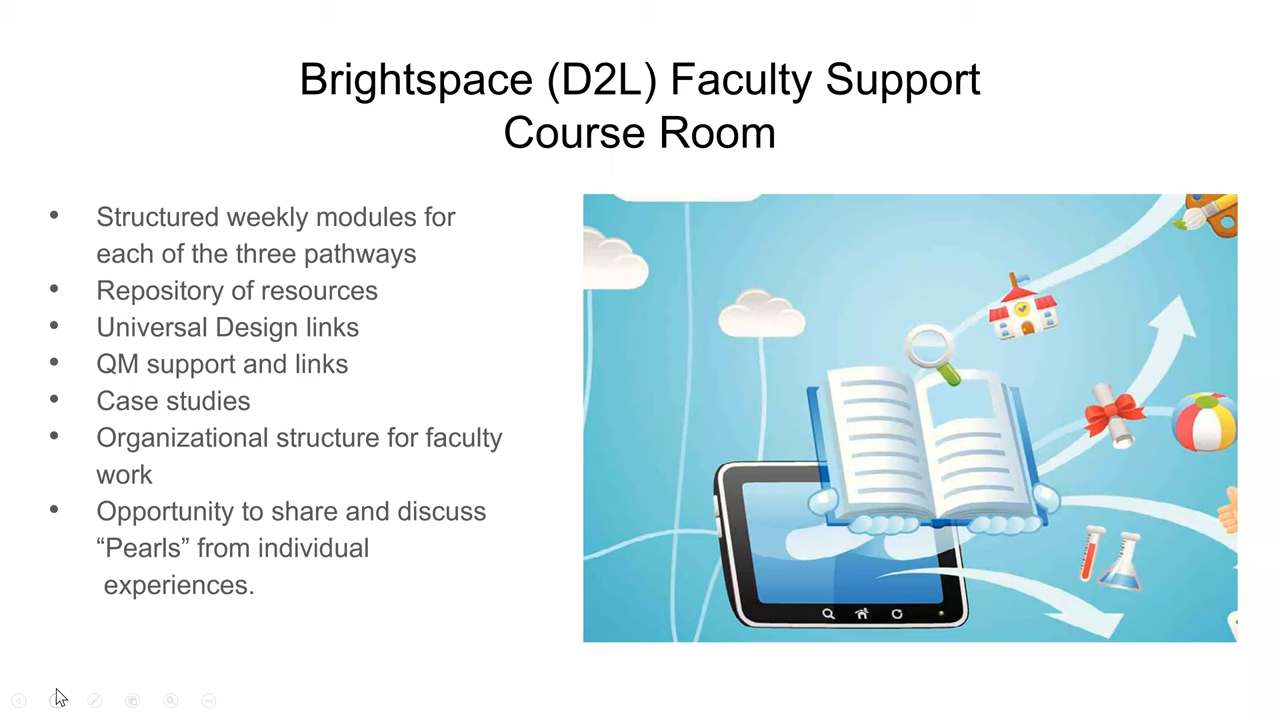 Brightspace (D2L) Faculty Support
Course Room
• Structured weekly modules for
each of the three pathways
• Repository of resources
• Universal Design links
• QM support and links
• Case studies
• Organizational structure for faculty
work
• Opportunity to share and discuss
“Pearls” from individual
experiences.